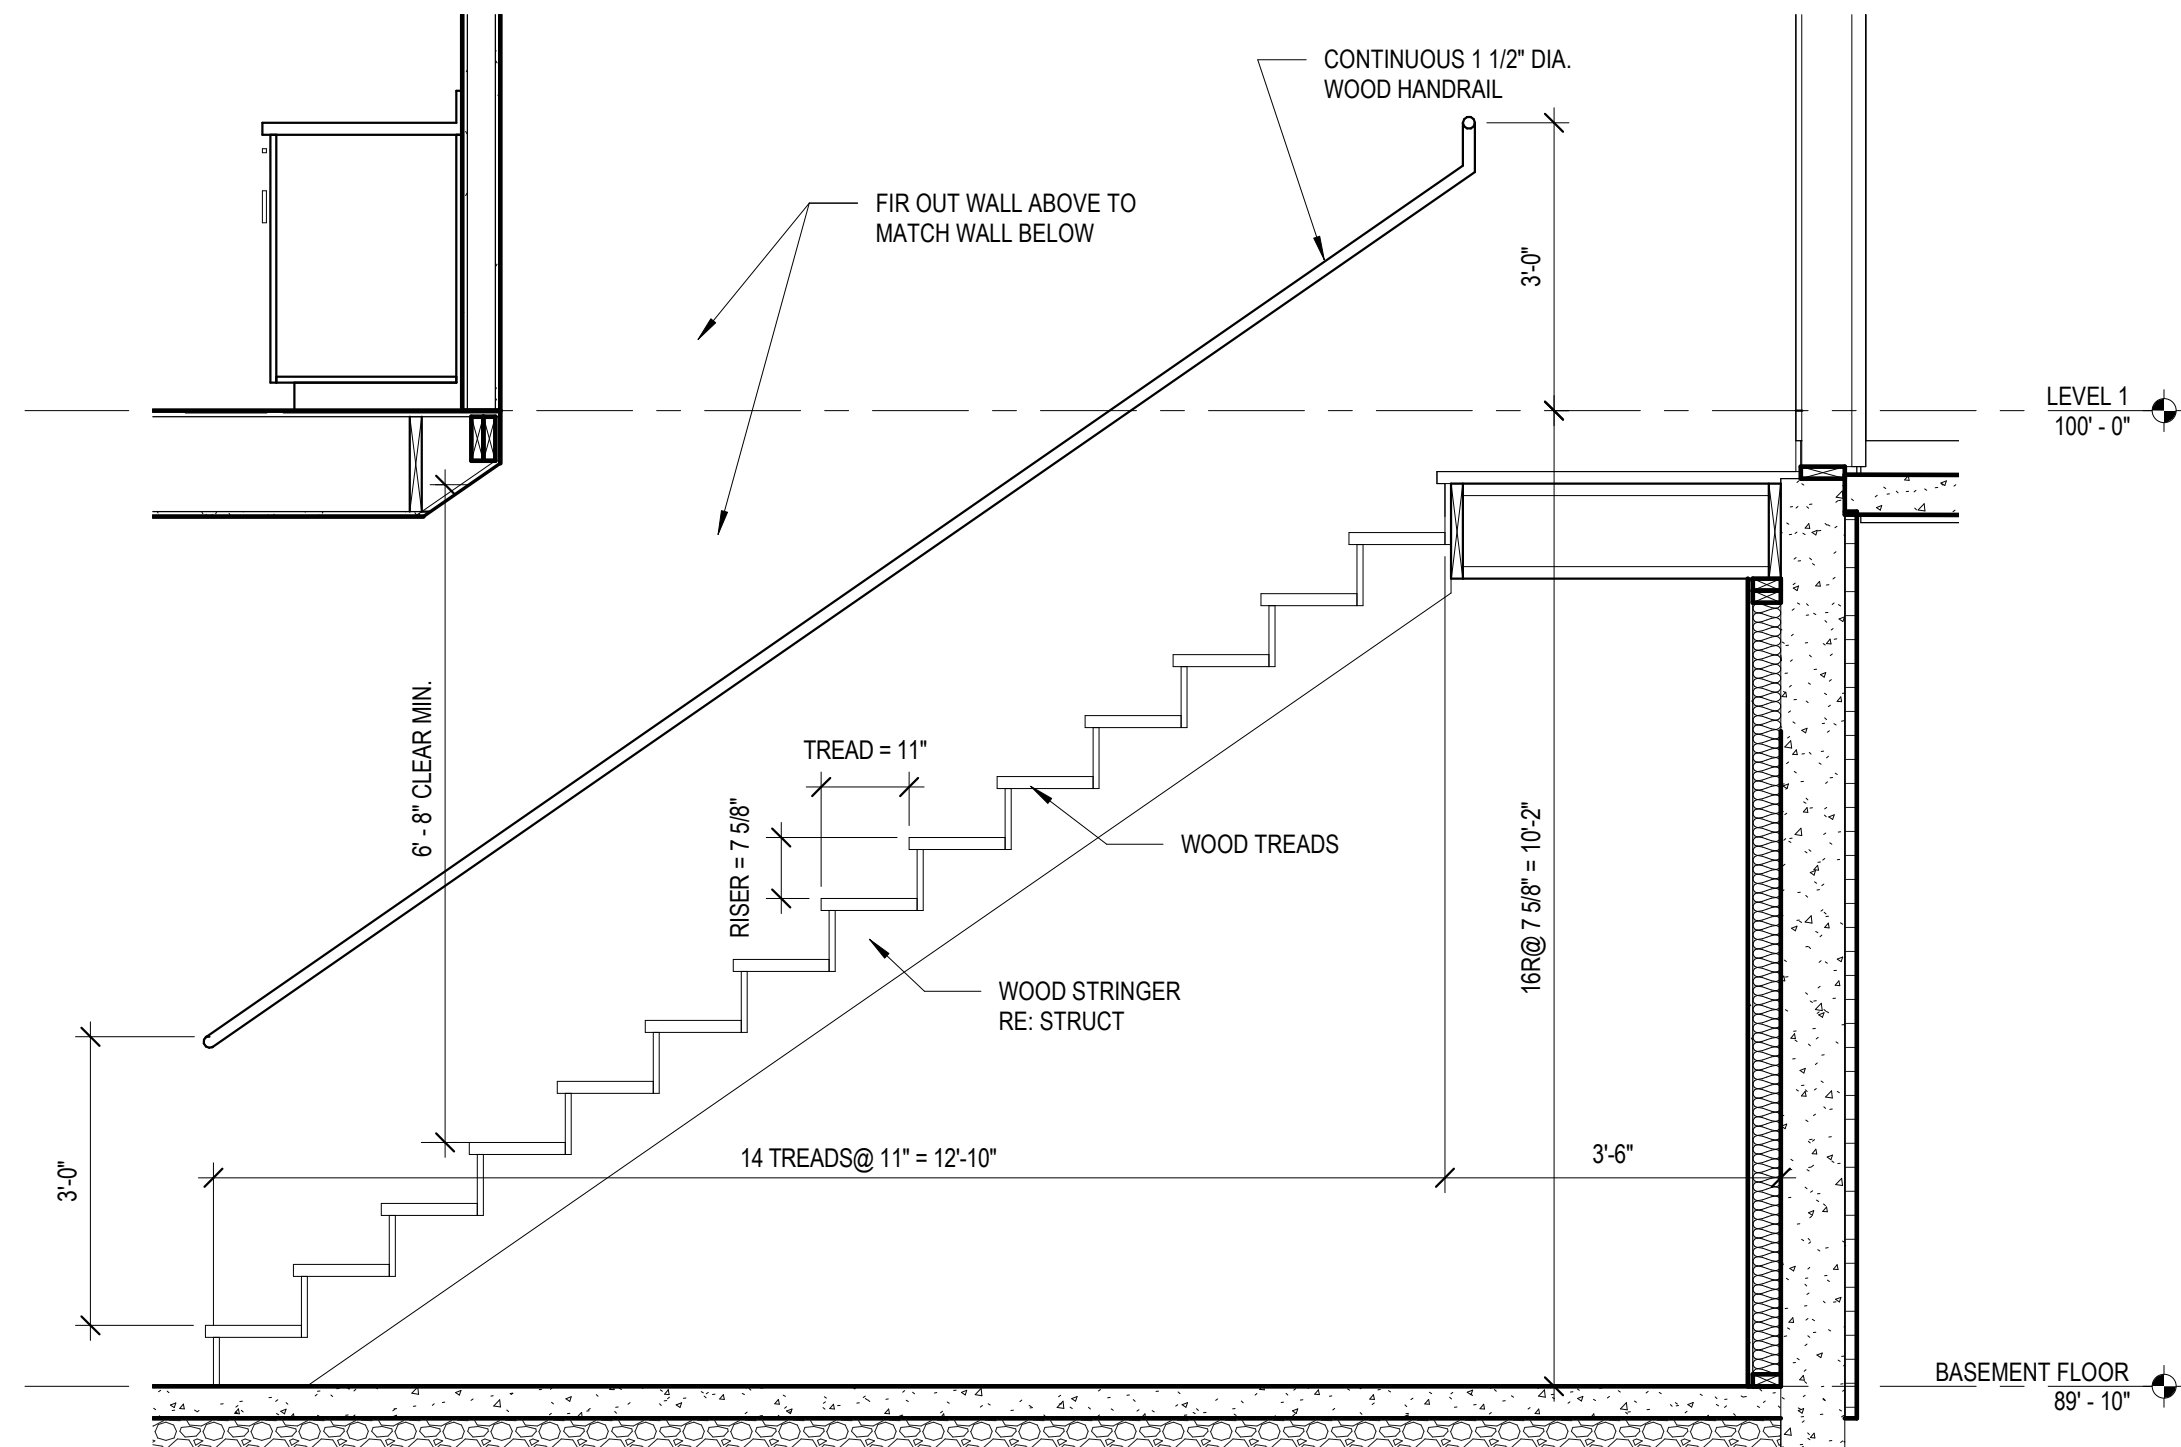 CONTINUOUS 1 1/2" DIA.
WOOD HANDRAIL
FIR OUT WALL ABOVE TO
MATCH WALL BELOW
3'-0"
LEVEL 1
100' - 0"
6' - 8" CLEAR MIN.
TREAD = 11"
RISER = 7 5/8"
WOOD TREADS
16R@ 7 5/8" = 10'-2"
WOOD STRINGER
RE: STRUCT
3'-0"
14 TREADS@ 11" = 12'-10"
3'-6"
BASEMENT FLOOR
89' - 10"